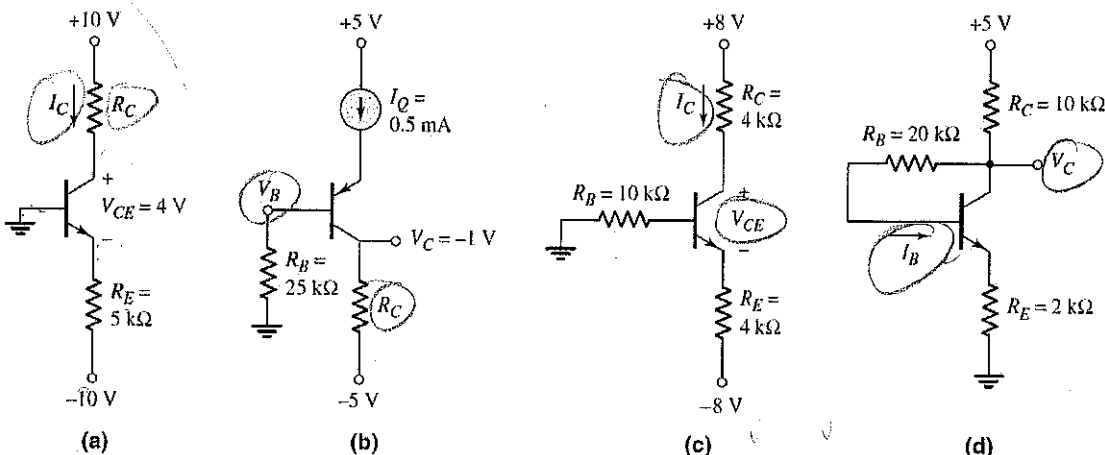 +10 V
I_C
R_C
+
V_CE = 4 V
−
R_E =
5 kΩ
−10 V
(a)
+5 V
I_Q =
0.5 mA
V_B
V_C = −1 V
R_B =
25 kΩ
R_C
−5 V
(b)
+8 V
I_C
R_C =
4 kΩ
R_B = 10 kΩ
+
V_CE
−
R_E =
4 kΩ
−8 V
(c)
+5 V
R_C = 10 kΩ
R_B = 20 kΩ
V_C
I_B
R_E = 2 kΩ
(d)